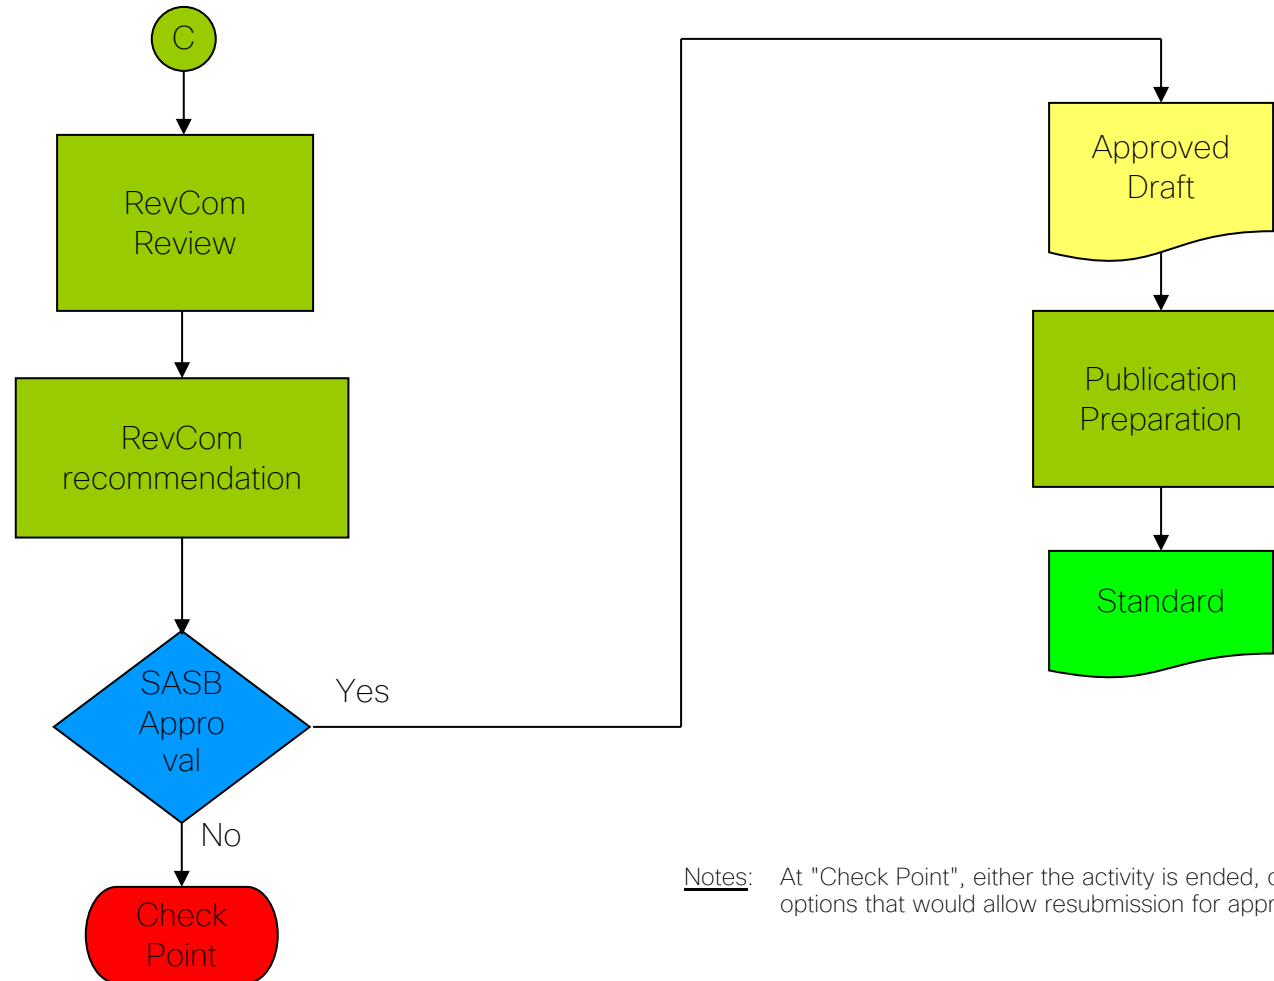 C
RevCom
Review
RevCom
recommendation
SASB
Appro
val
Yes
No
Check
Point
Approved
Draft
Publication
Preparation
Standard
Notes: At "Check Point", either the activity is ended,
options that would allow resubmission for